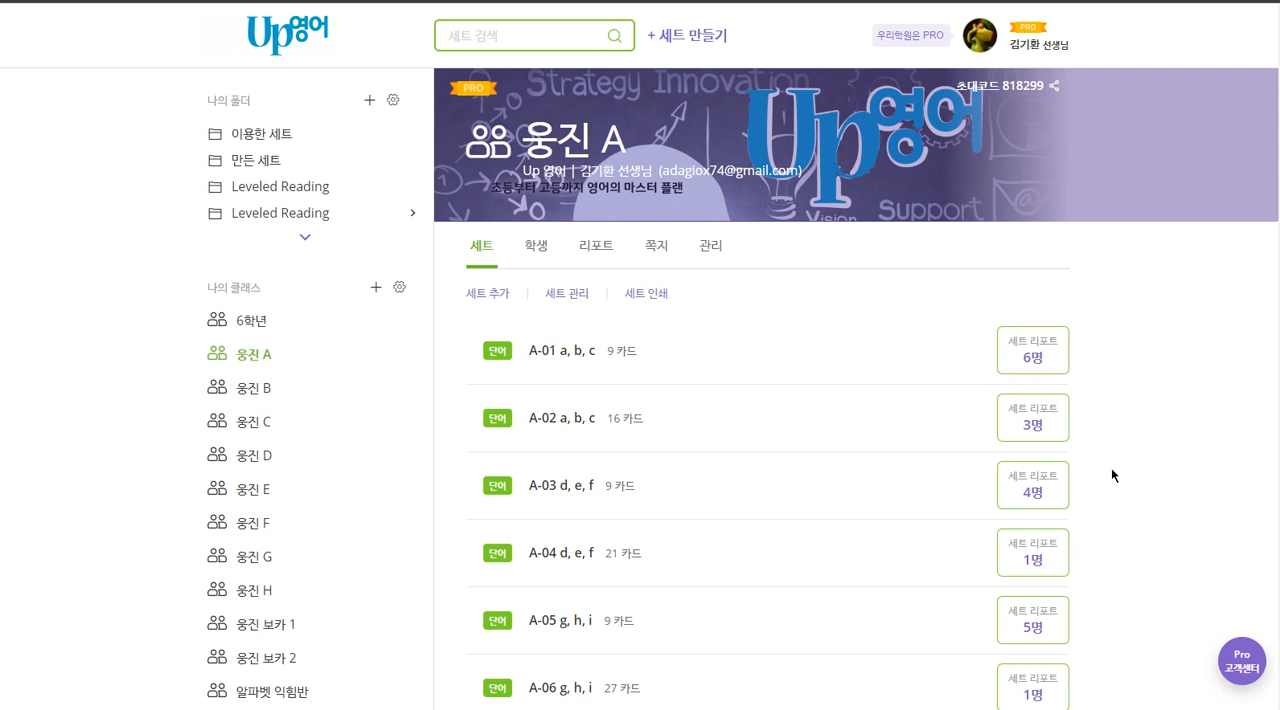 Up영어
세트 검색
+ 세트 만들기
우리학원은 PRO
PRO
김기환 선생님
나의 폴더
이용한 세트
만든 세트
Leveled Reading
Leveled Reading
나의 클래스
6학년
웅진 A
웅진 B
웅진 C
웅진 D
웅진 E
웅진 F
웅진 G
웅진 H
웅진 보카 1
웅진 보카 2
알파벳 익힘반
PRO
Strategy Innovation
초대코드 818299
웅진 A
Up영어
Up 영어 | 김기환 선생님 (adagiox74@gmail.com)
초등부터 고등까지 영어의 마스터 플랜
Vision
Support
세트 학생 리포트 쪽지 관리
세트 추가 | 세트 관리 | 세트 인쇄
단어 A-01 a, b, c 9 카드
세트 리포트
6명
단어 A-02 a, b, c 16 카드
세트 리포트
3명
단어 A-03 d, e, f 9 카드
세트 리포트
4명
단어 A-04 d, e, f 21 카드
세트 리포트
1명
단어 A-05 g, h, i 9 카드
세트 리포트
5명
단어 A-06 g, h, i 27 카드
세트 리포트
1명
Pro
고객센터